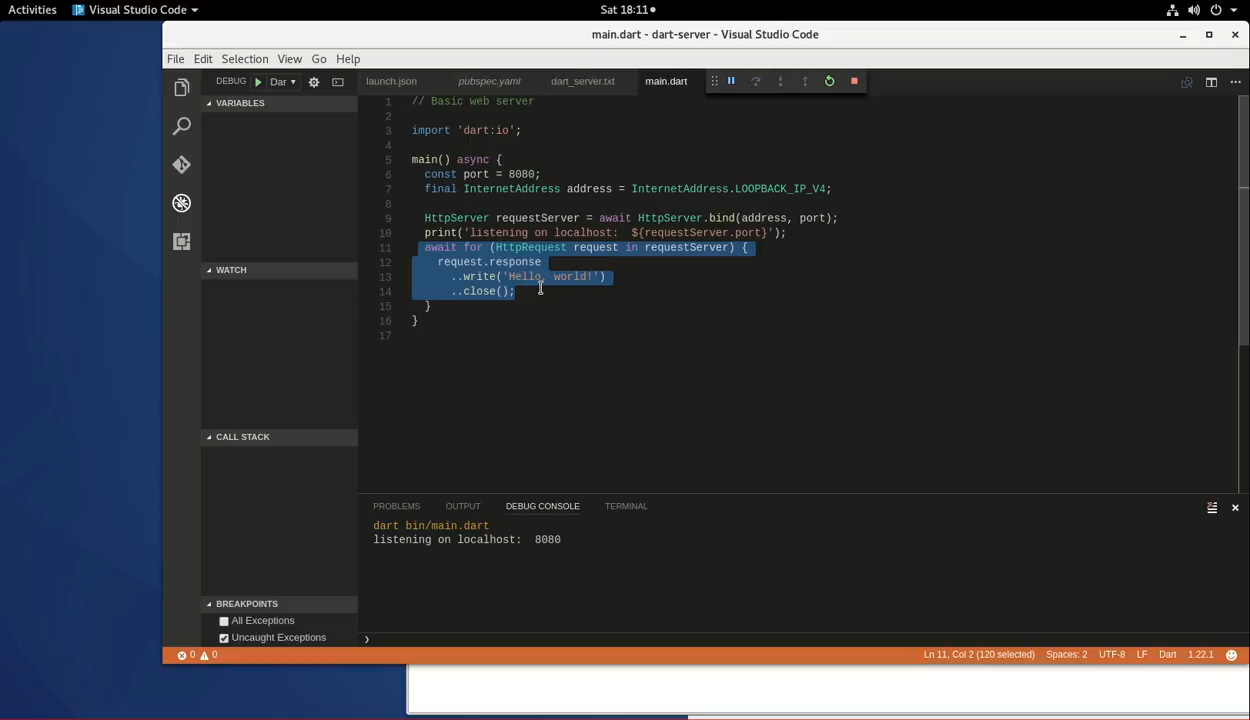 Activities Visual Studio Code Sat 18:11
main.dart - dart-server - Visual Studio Code
File Edit Selection View Go Help
DEBUG Dar launch.json pubspec.yaml dart_server.txt main.dart
VARIABLES
WATCH
CALL STACK
BREAKPOINTS
All Exceptions
Uncaught Exceptions
1 // Basic web server
2
3 import 'dart:io';
4
5 main() async {
6 const port = 8080;
7 final InternetAddress address = InternetAddress.LOOPBACK_IP_V4;
8
9 HttpServer requestServer = await HttpServer.bind(address, port);
10 print('listening on localhost:  ${requestServer.port}');
11 await for (HttpRequest request in requestServer) {
12 request.response
13 ..write('Hello, world!')
14 ..close();
15 }
16 }
17
PROBLEMS OUTPUT DEBUG CONSOLE TERMINAL
dart bin/main.dart
listening on localhost:  8080
0 0 Ln 11, Col 2 (120 selected) Spaces: 2 UTF-8 LF Dart 1.22.1